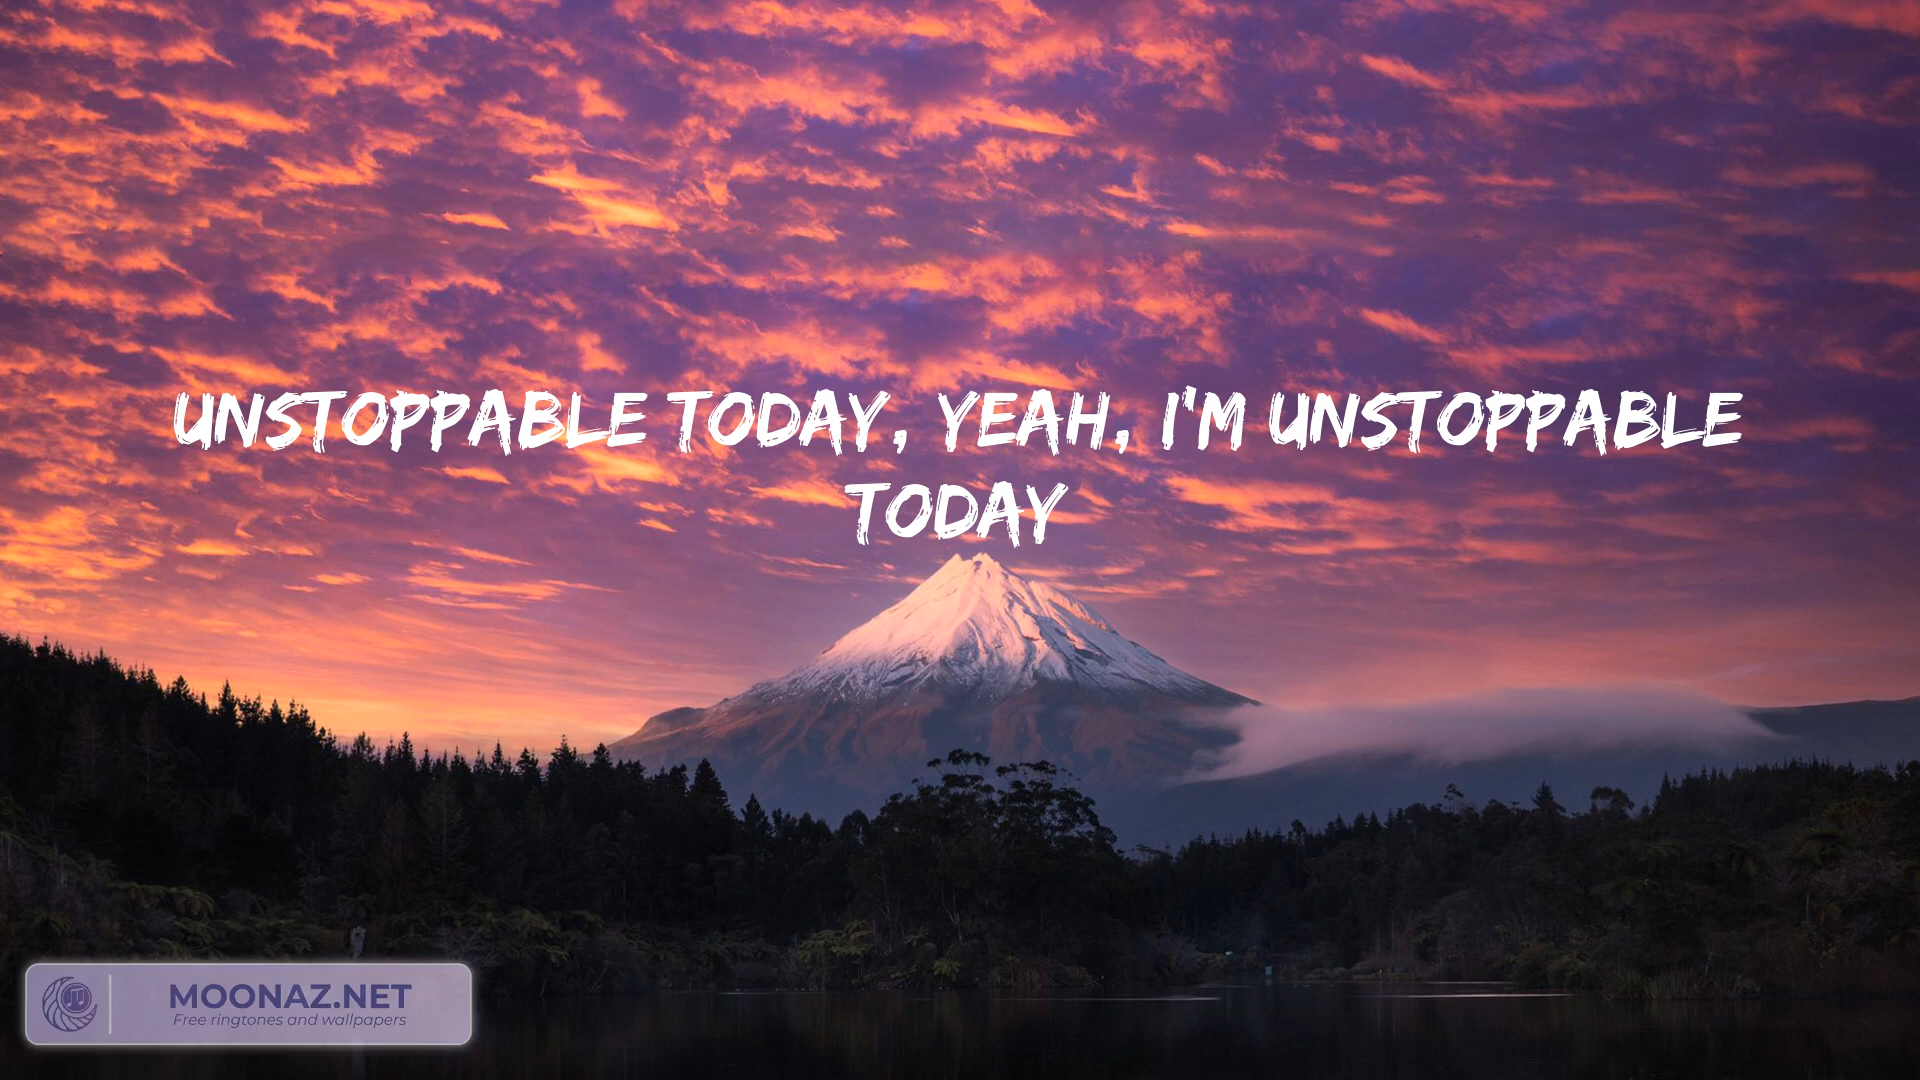 UNSTOPPABLE TODAY, YEAH, I'M UNSTOPPABLE
TODAY
MOONAZ.NET
Free ringtones and wallpapers